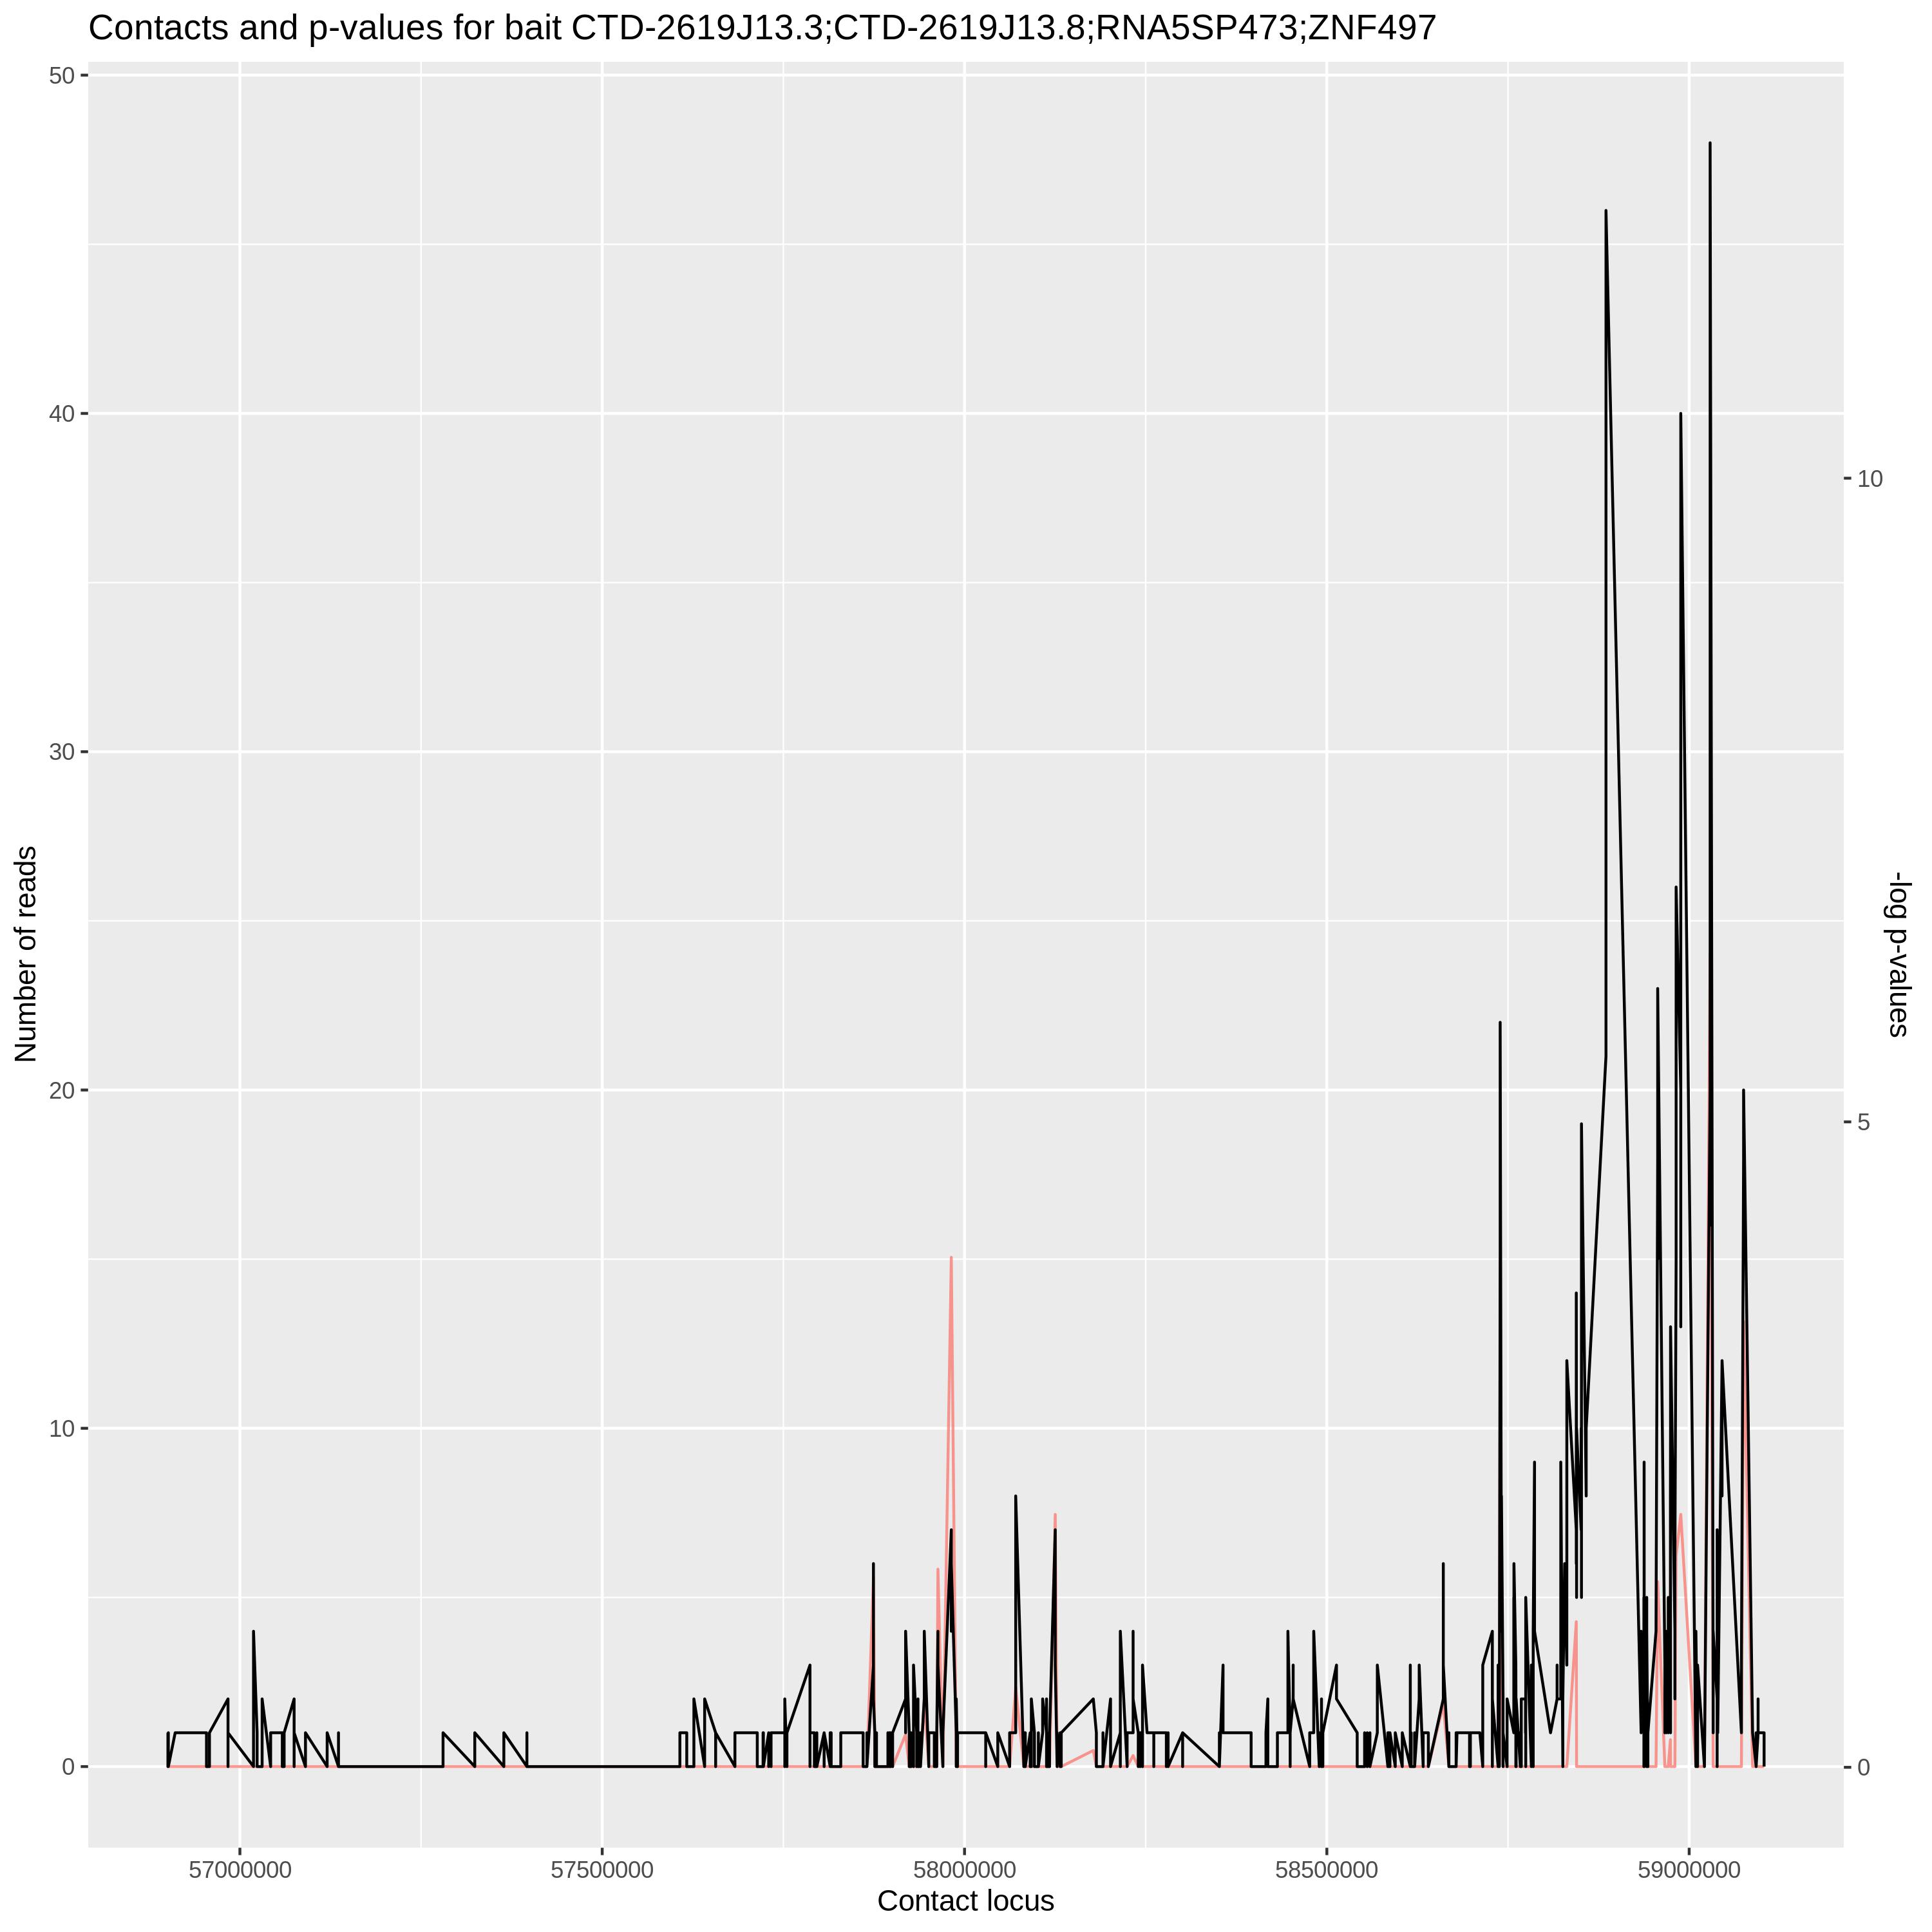 Contacts and p-values for bait CTD-2619J13.3;CTD-2619J13.8;RNA5SP473;ZNF497
50
40
30
20
10
0
Number of reads
10
5
0
-log p-values
57000000 57500000 58000000 58500000 59000000
Contact locus